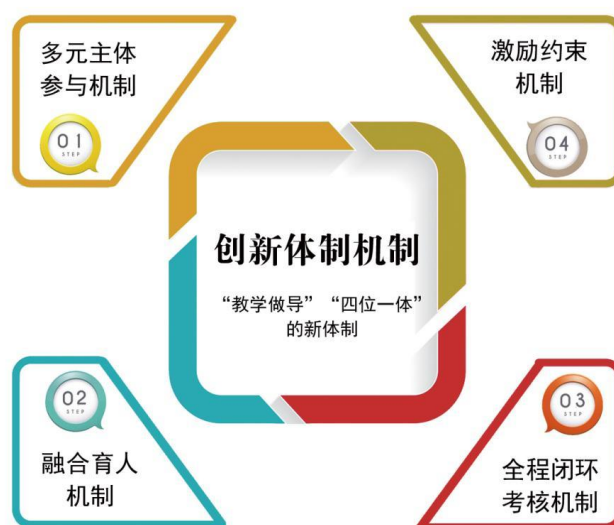 多元主体
参与机制
01
STEP
激励约束
机制
04
STEP
创新体制机制
“教学做导”“四位一体”
的新体制
02
STEP
融合育人
机制
03
STEP
全程闭环
考核机制